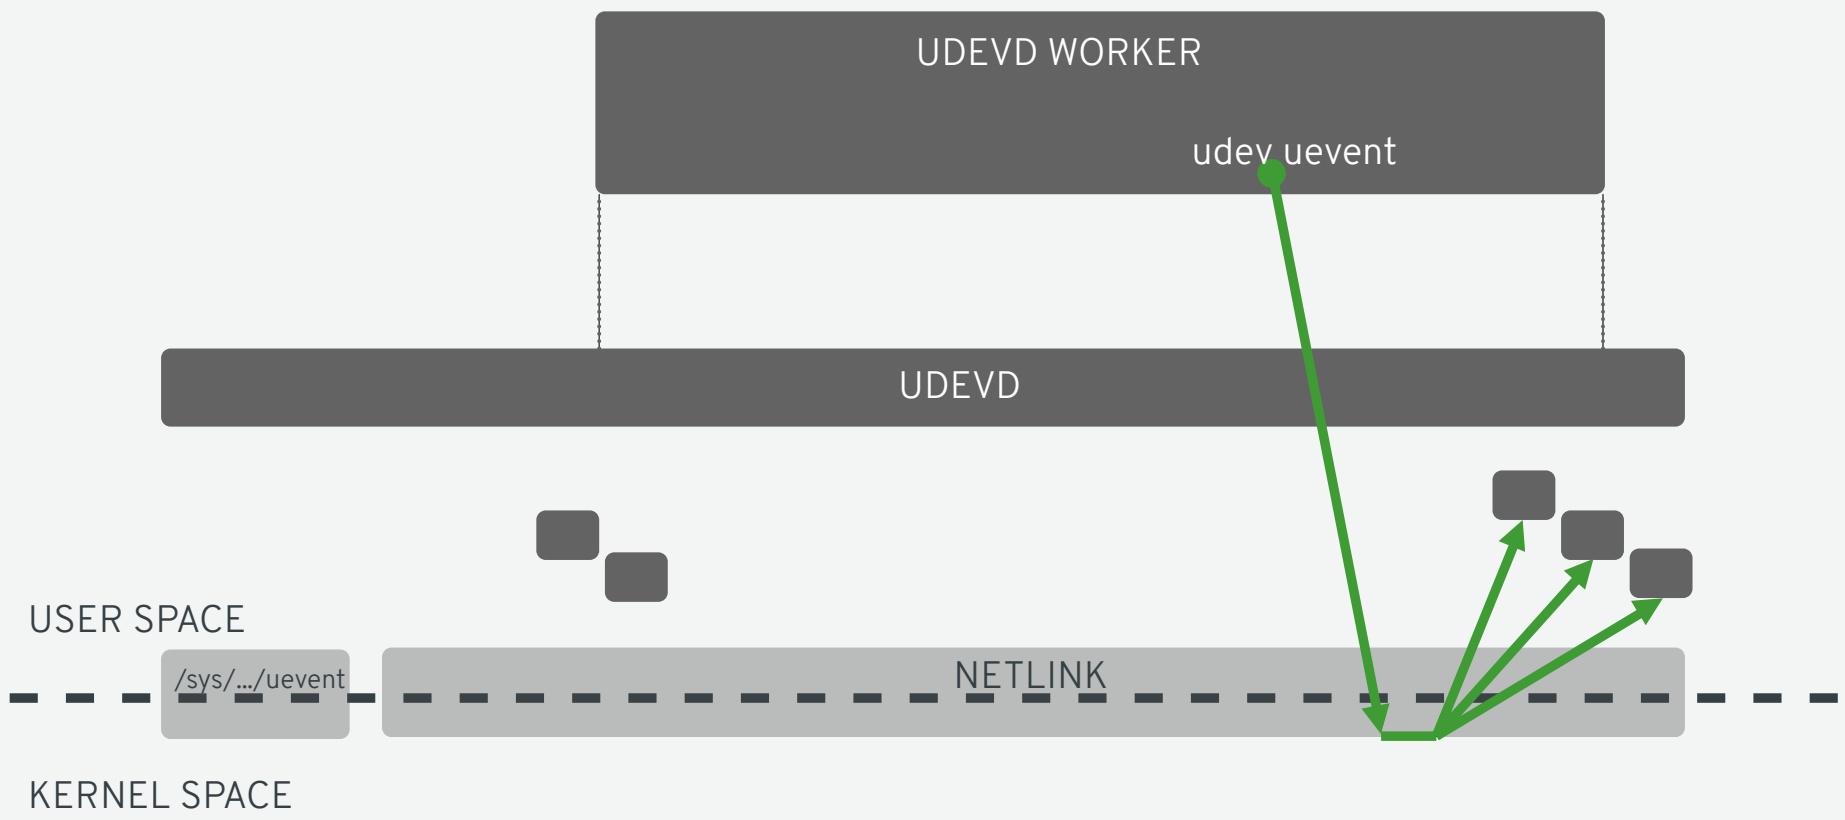 UDEVD WORKER
udev uevent
UDEVD
USER SPACE
/sys/.../uevent
NETLINK
KERNEL SPACE